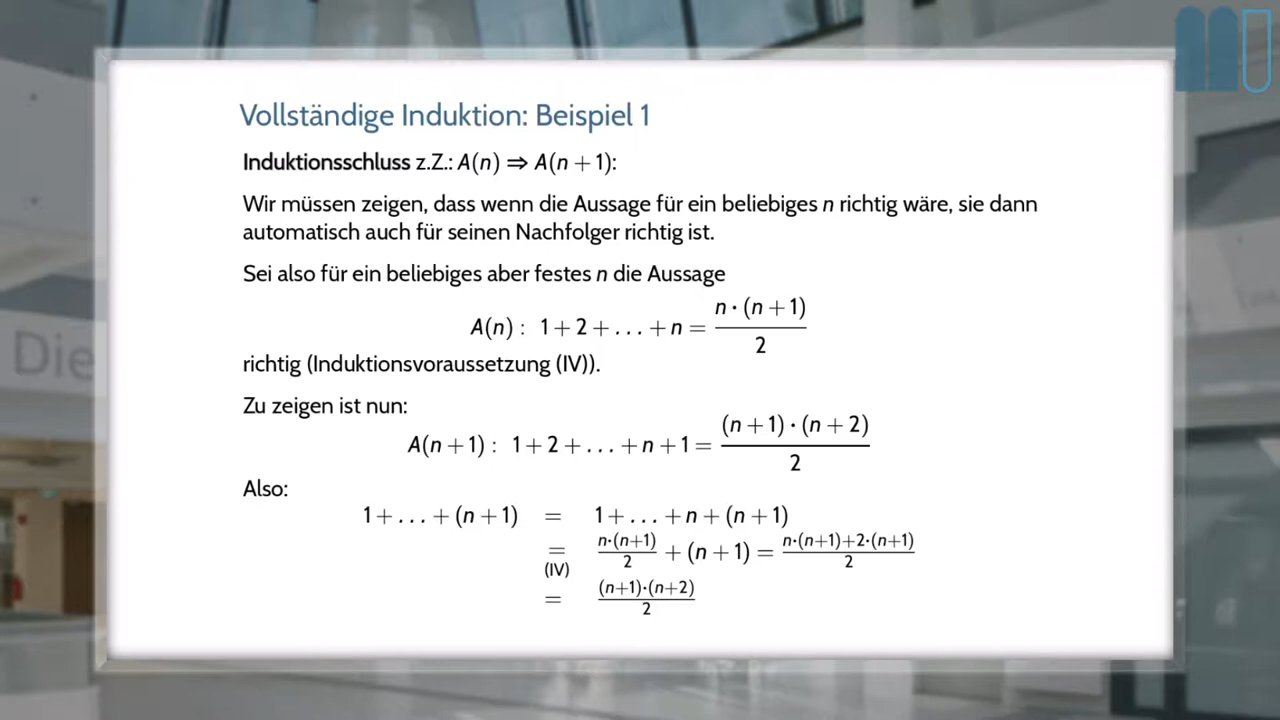 Vollständige Induktion: Beispiel 1
Induktionsschluss z.Z.: A(n) ⇒ A(n + 1):
Wir müssen zeigen, dass wenn die Aussage für ein beliebiges n richtig wäre, sie dann
automatisch auch für seinen Nachfolger richtig ist.
Sei also für ein beliebiges aber festes n die Aussage
A(n) : 1 + 2 + . . . + n = n · (n + 1) / 2
richtig (Induktionsvoraussetzung (IV)).
Zu zeigen ist nun:
A(n + 1) : 1 + 2 + . . . + n + 1 = (n + 1) · (n + 2) / 2
Also:
1 + . . . + (n + 1) = 1 + . . . + n + (n + 1)
= (IV) n·(n+1) / 2 + (n + 1) = n·(n+1)+2·(n+1) / 2
= (n+1)·(n+2) / 2
Die